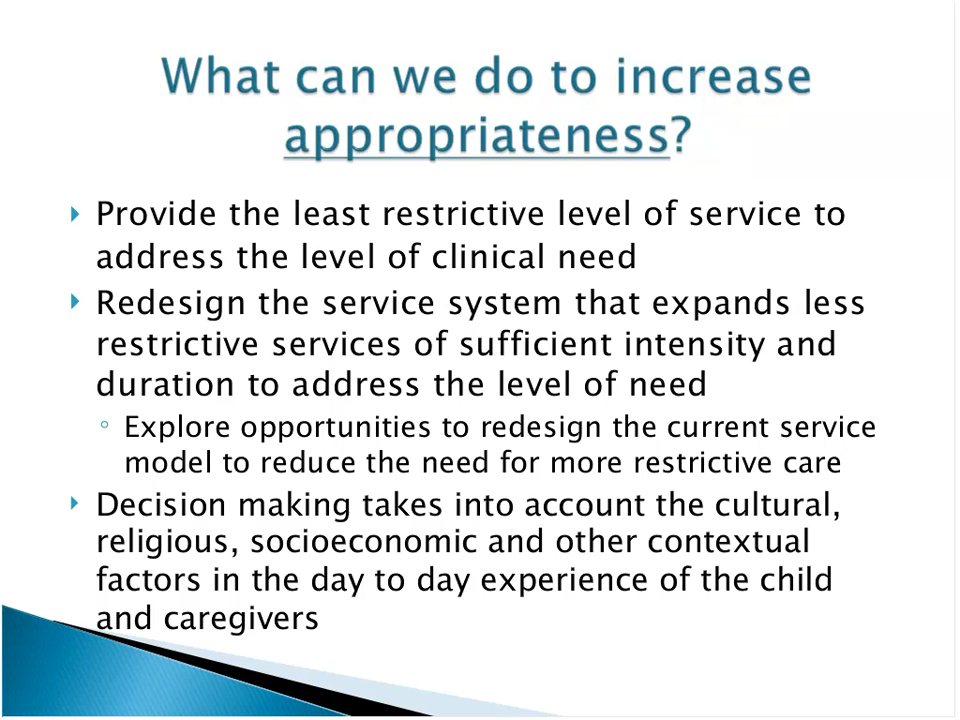 What can we do to increase
appropriateness?
Provide the least restrictive level of service to
address the level of clinical need
Redesign the service system that expands less
restrictive services of sufficient intensity and
duration to address the level of need
Explore opportunities to redesign the current service
model to reduce the need for more restrictive care
Decision making takes into account the cultural,
religious, socioeconomic and other contextual
factors in the day to day experience of the child
and caregivers